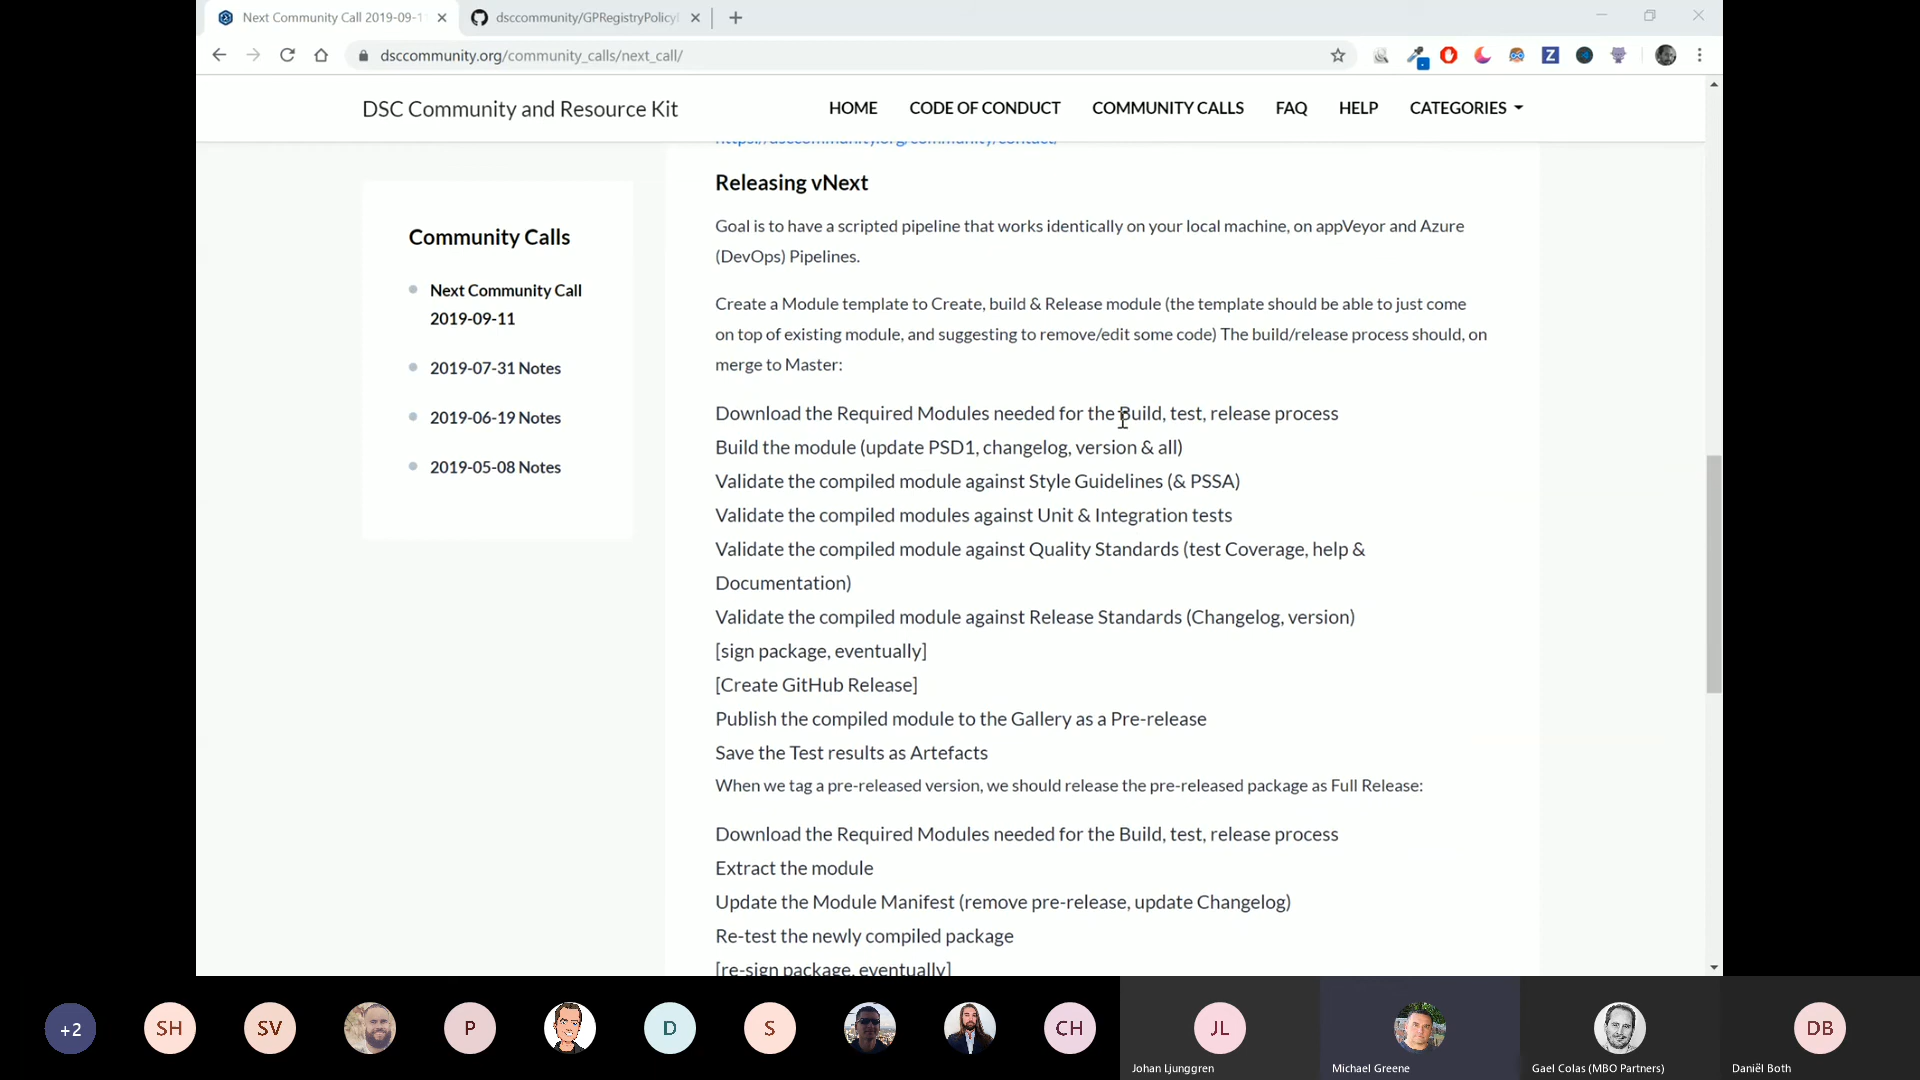 Next Community Call 2019-09-1
dsccommunity/GPRegistryPolicy
dsccommunity.org/community_calls/next_call/
DSC Community and Resource Kit
HOME
CODE OF CONDUCT
COMMUNITY CALLS
FAQ
HELP
CATEGORIES
https://dsccommunity.org/community/contact/
Community Calls
Next Community Call
2019-09-11
2019-07-31 Notes
2019-06-19 Notes
2019-05-08 Notes
Releasing vNext
Goal is to have a scripted pipeline that works identically on your local machine, on appVeyor and Azure
(DevOps) Pipelines.
Create a Module template to Create, build & Release module (the template should be able to just come
on top of existing module, and suggesting to remove/edit some code) The build/release process should, on
merge to Master:
Download the Required Modules needed for the Build, test, release process
Build the module (update PSD1, changelog, version & all)
Validate the compiled module against Style Guidelines (& PSSA)
Validate the compiled modules against Unit & Integration tests
Validate the compiled module against Quality Standards (test Coverage, help &
Documentation)
Validate the compiled module against Release Standards (Changelog, version)
[sign package, eventually]
[Create GitHub Release]
Publish the compiled module to the Gallery as a Pre-release
Save the Test results as Artefacts
When we tag a pre-released version, we should release the pre-released package as Full Release:
Download the Required Modules needed for the Build, test, release process
Extract the module
Update the Module Manifest (remove pre-release, update Changelog)
Re-test the newly compiled package
[re-sign package, eventually]
+2
SH
SV
P
D
S
CH
JL
DB
Johan Ljunggren
Michael Greene
Gael Colas (MBO Partners)
Daniël Both